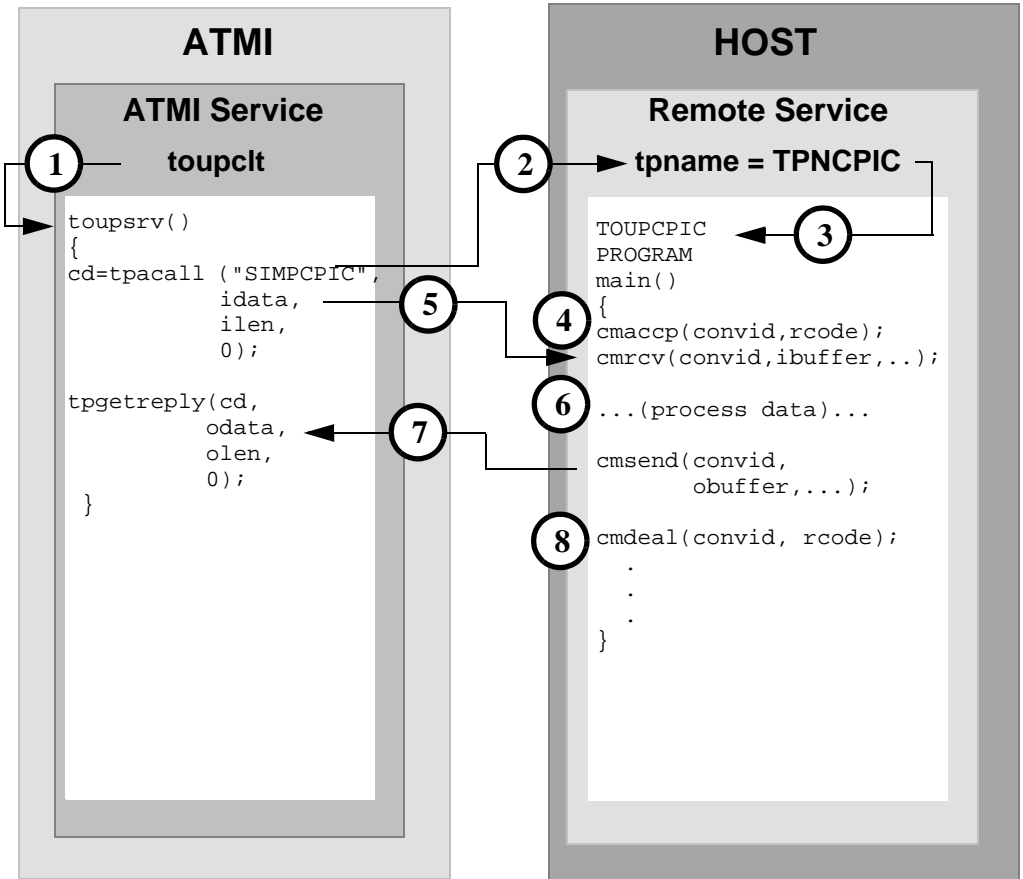 ATMI
ATMI Service
1
toupclt
toupsrv()
{
cd=tpacall ("SIMPCPIC",
idata,
ilen,
0);
tpgetreply(cd,
odata,
olen,
0);
}
2
5
7
HOST
Remote Service
tpname = TPNCPIC
3
TOUPCPIC
PROGRAM
main()
{
4
cmaccp(convid,rcode);
cmrcv(convid,ibuffer,..);
6
...(process data)...
cmsend(convid,
obuffer,...);
8
cmdeal(convid, rcode);
.
.
.
}